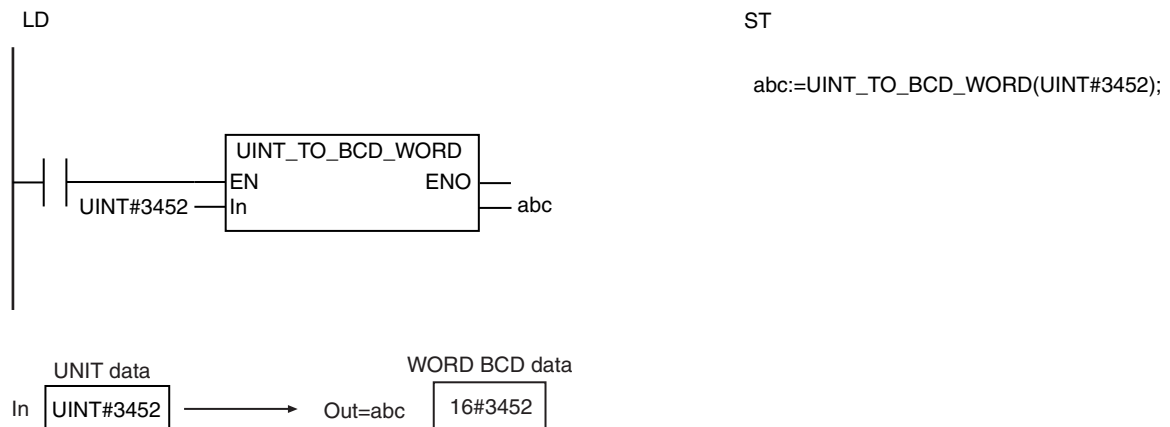 LD
ST
abc:=UINT_TO_BCD_WORD(UINT#3452);
UINT_TO_BCD_WORD
EN ENO
UINT#3452 In abc
UNIT data WORD BCD data
In UINT#3452 Out=abc 16#3452